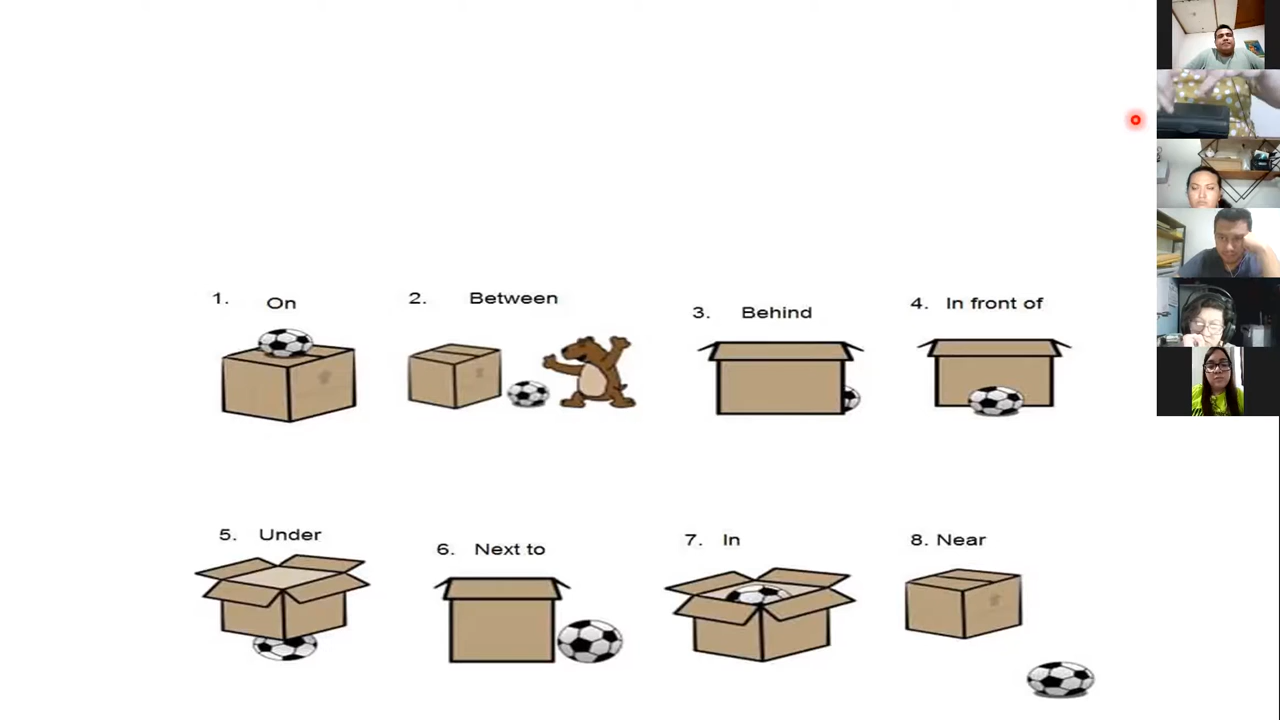 1. On
2. Between
3. Behind
4. In front of
5. Under
6. Next to
7. In
8. Near